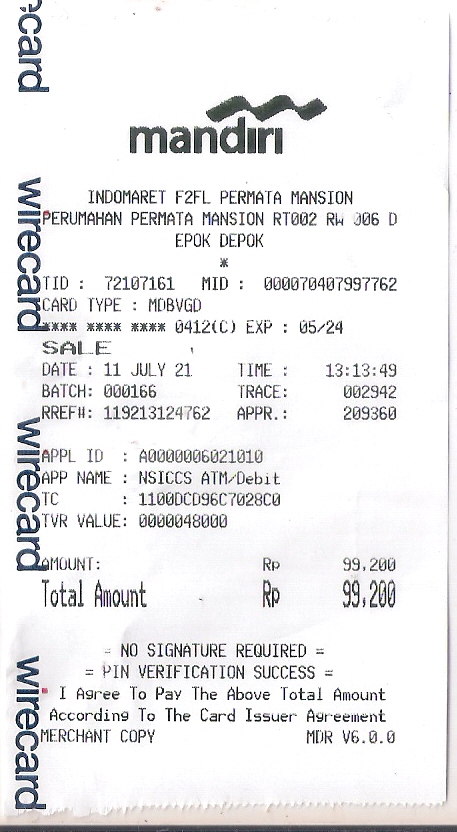 mandiri
INDOMARET F2FL PERMATA MANSION
PERUMAHAN PERMATA MANSION RT002 RW 006 D
EPOK DEPOK
*
TID : 72107161 MID : 000070407997762
CARD TYPE : MDBVGD
**** **** **** 0412(C) EXP : 05/24
SALE
DATE : 11 JULY 21 TIME : 13:13:49
BATCH: 000166 TRACE: 002942
RREF#: 119213124762 APPR.: 209360
APPL ID : A0000006021010
APP NAME : NSICCS ATM/Debit
TC : 1100DCD96C7028C0
TVR VALUE: 0000048000
AMOUNT: Rp 99,200
Total Amount Rp 99,200
= NO SIGNATURE REQUIRED =
= PIN VERIFICATION SUCCESS =
I Agree To Pay The Above Total Amount
According To The Card Issuer Agreement
MERCHANT COPY MDR V6.0.0
wirecard
wirecard
wirecard
wirecard